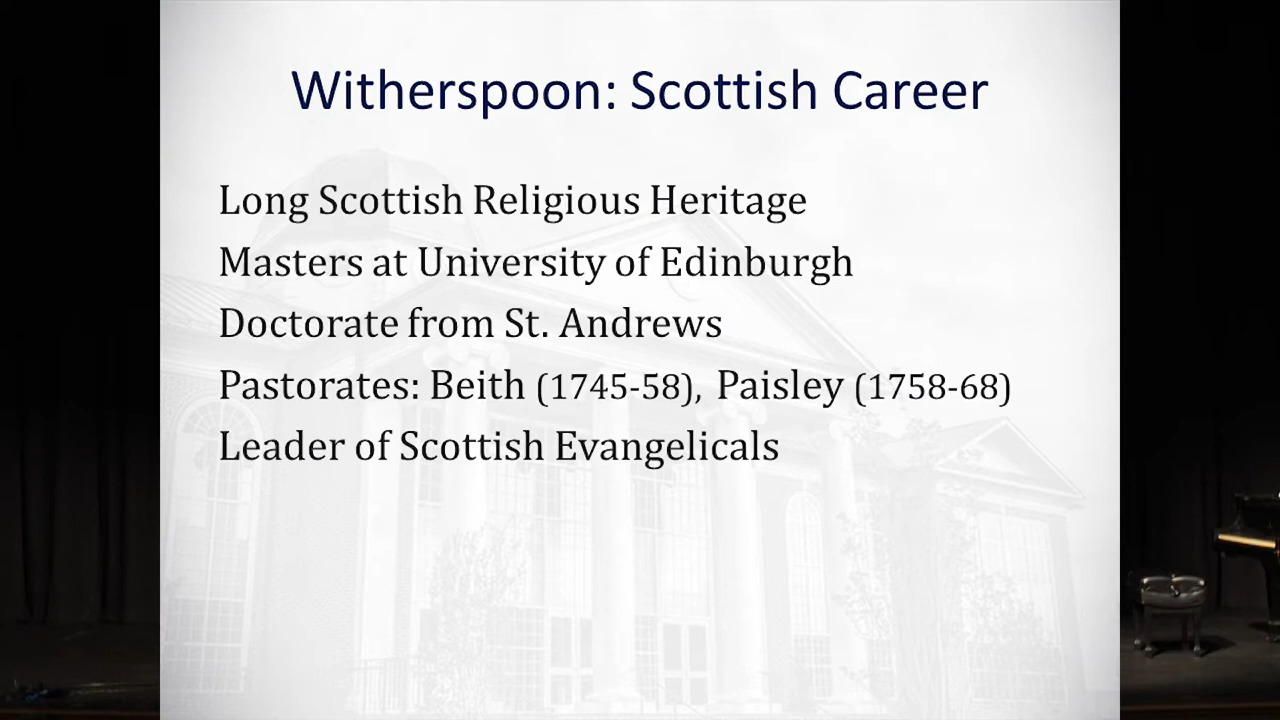 Witherspoon: Scottish Career
Long Scottish Religious Heritage
Masters at University of Edinburgh
Doctorate from St. Andrews
Pastorates: Beith (1745-58), Paisley (1758-68)
Leader of Scottish Evangelicals